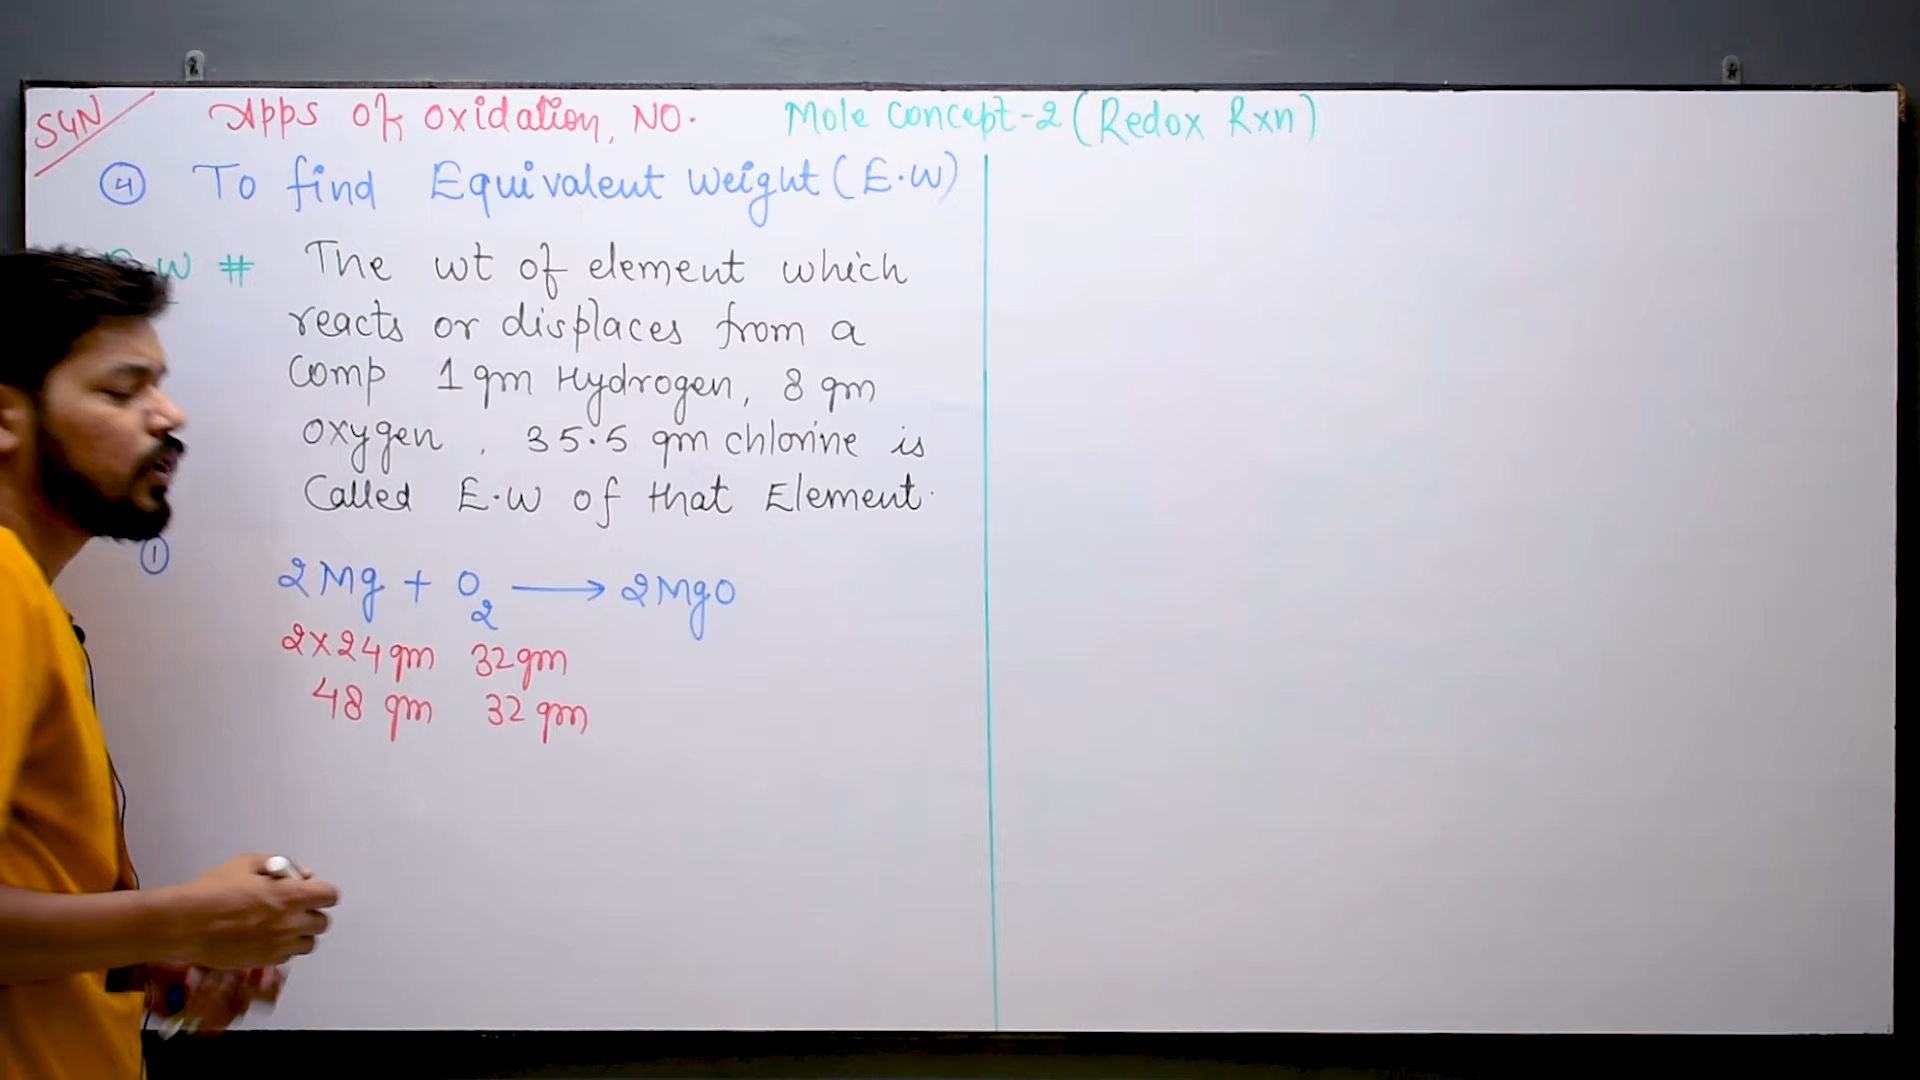 SGN Apps of oxidation, NO. Mole Concept-2 (Redox Rxn)
④ To find Equivalent Weight (E.W)
W # The wt of element which
reacts or displaces from a
Comp 1 gm Hydrogen, 8 gm
oxygen, 35.5 gm chlorine is
Called E.W of that Element.
①
2Mg + O₂ ⟶ 2MgO
2×24gm 32gm
48 gm 32 gm